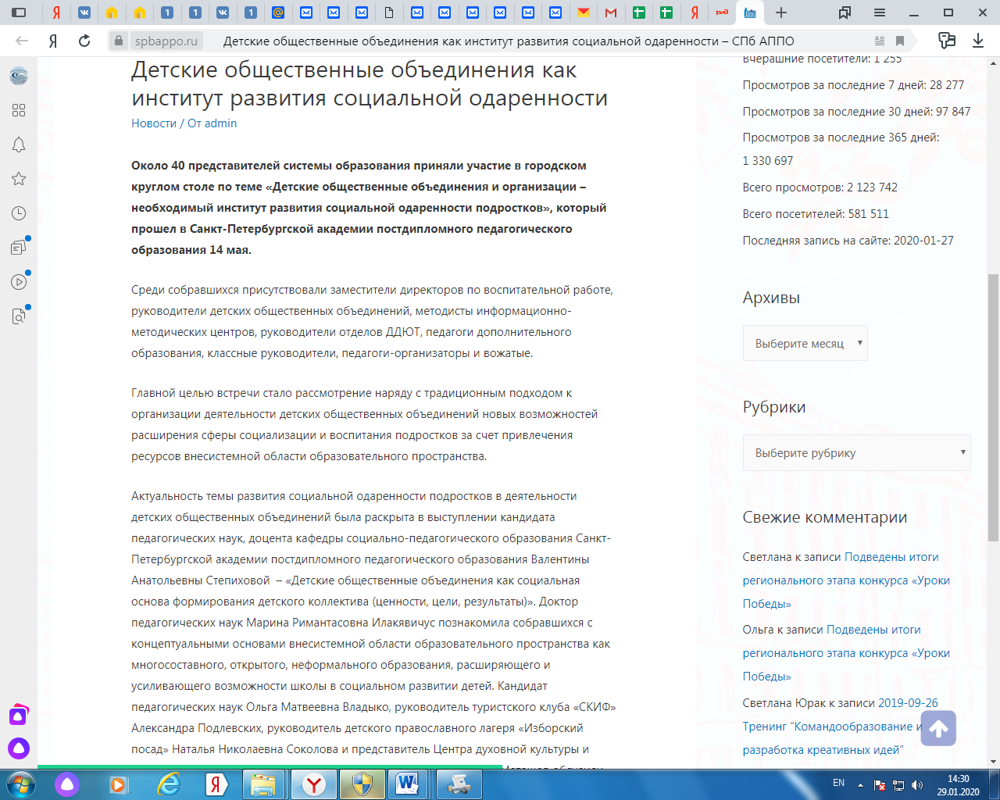 spbappo.ru
Детские общественные объединения как институт развития социальной одаренности – СПб АППО
Детские общественные объединения как
институт развития социальной одаренности
Новости / От admin
Около 40 представителей системы образования приняли участие в городском
круглом столе по теме «Детские общественные объединения и организации –
необходимый институт развития социальной одаренности подростков», который
прошел в Санкт-Петербургской академии постдипломного педагогического
образования 14 мая.
Среди собравшихся присутствовали заместители директоров по воспитательной работе,
руководители детских общественных объединений, методисты информационно-
методических центров, руководители отделов ДДЮТ, педагоги дополнительного
образования, классные руководители, педагоги-организаторы и вожатые.
Главной целью встречи стало рассмотрение наряду с традиционным подходом к
организации деятельности детских общественных объединений новых возможностей
расширения сферы социализации и воспитания подростков за счет привлечения
ресурсов внесистемной области образовательного пространства.
Актуальность темы развития социальной одаренности подростков в деятельности
детских общественных объединений была раскрыта в выступлении кандидата
педагогических наук, доцента кафедры социально-педагогического образования Санкт-
Петербургской академии постдипломного педагогического образования Валентины
Анатольевны Степиховой – «Детские общественные объединения как социальная
основа формирования детского коллектива (ценности, цели, результаты)». Доктор
педагогических наук Марина Римантасовна Илакявичус познакомила собравшихся с
концептуальными основами внесистемной области образовательного пространства как
многосоставного, открытого, неформального образования, расширяющего и
усиливающего возможности школы в социальном развитии детей. Кандидат
педагогических наук Ольга Матвеевна Владыко, руководитель туристского клуба «СКИФ»
Александра Подлевских, руководитель детского православного лагеря «Изборский
посад» Наталья Николаевна Соколова и представитель Центра духовной культуры и
Вчерашние посетители: 1 255
Просмотров за последние 7 дней: 28 277
Просмотров за последние 30 дней: 97 847
Просмотров за последние 365 дней:
1 330 697
Всего просмотров: 2 123 742
Всего посетителей: 581 511
Последняя запись на сайте: 2020-01-27
Архивы
Выберите месяц
Рубрики
Выберите рубрику
Свежие комментарии
Светлана к записи Подведены итоги
регионального этапа конкурса «Уроки
Победы»
Ольга к записи Подведены итоги
регионального этапа конкурса «Уроки
Победы»
Светлана Юрак к записи 2019-09-26
Тренинг “Командообразование и
разработка креативных идей”
EN
14:30
29.01.2020